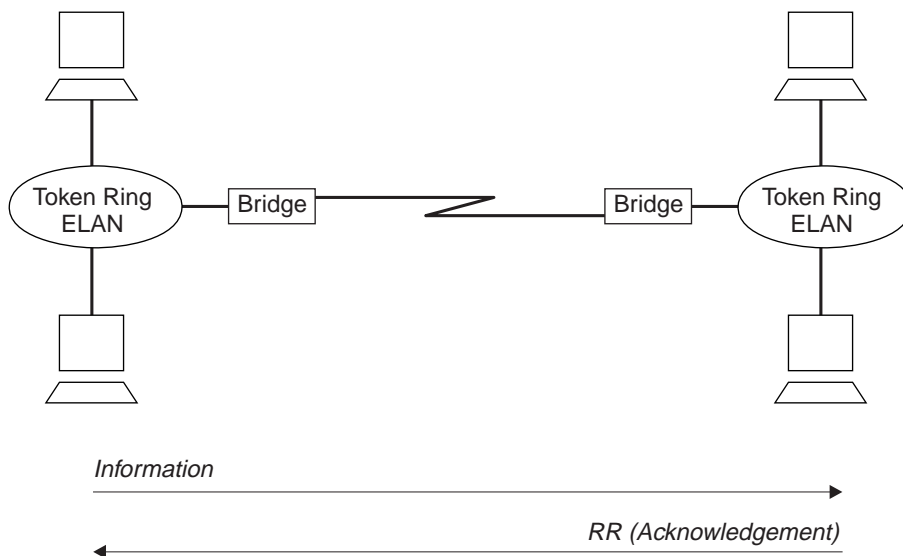 Token Ring
ELAN
Bridge
Bridge
Token Ring
ELAN
Information
RR (Acknowledgement)